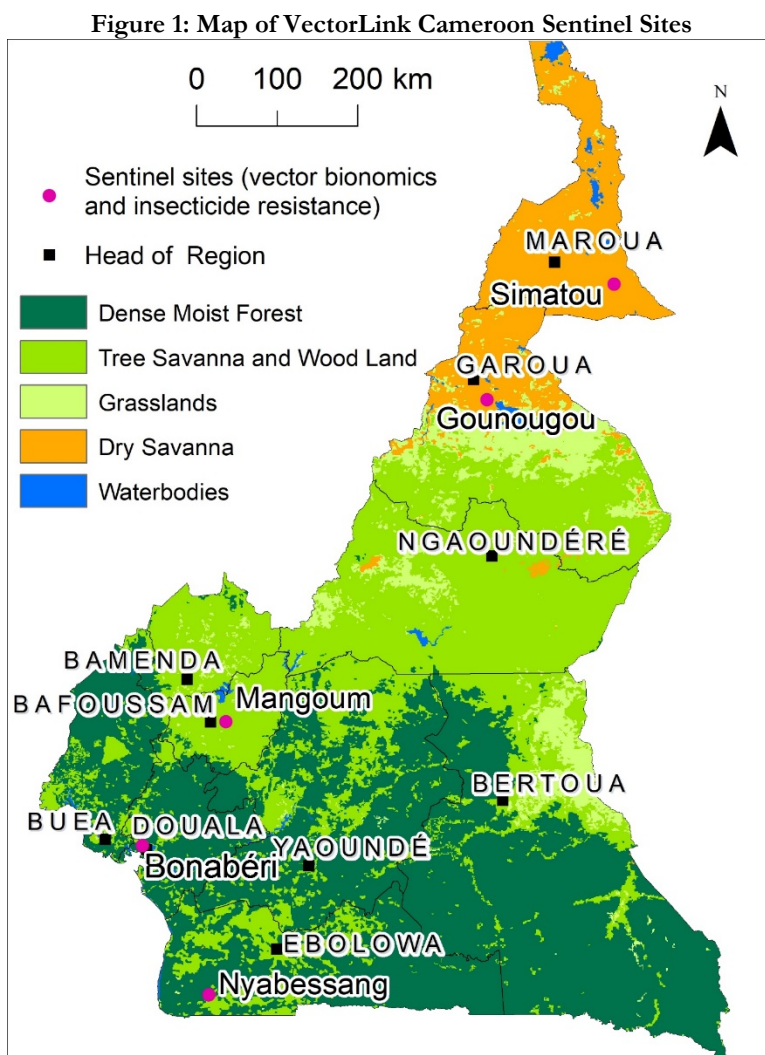 Figure 1: Map of VectorLink Cameroon Sentinel Sites
0 100 200 km
N
Sentinel sites (vector bionomics
and insecticide resistance)
Head of Region
Dense Moist Forest
Tree Savanna and Wood Land
Grasslands
Dry Savanna
Waterbodies
MAROUA
Simatou
GAROUA
Gounougou
NGAOUNDÉRÉ
BAMENDA
BAFOUSSAM
Mangoum
BERTOUA
BUEA
DOUALA
Bonabéri
YAOUNDÉ
EBOLOWA
Nyabessang